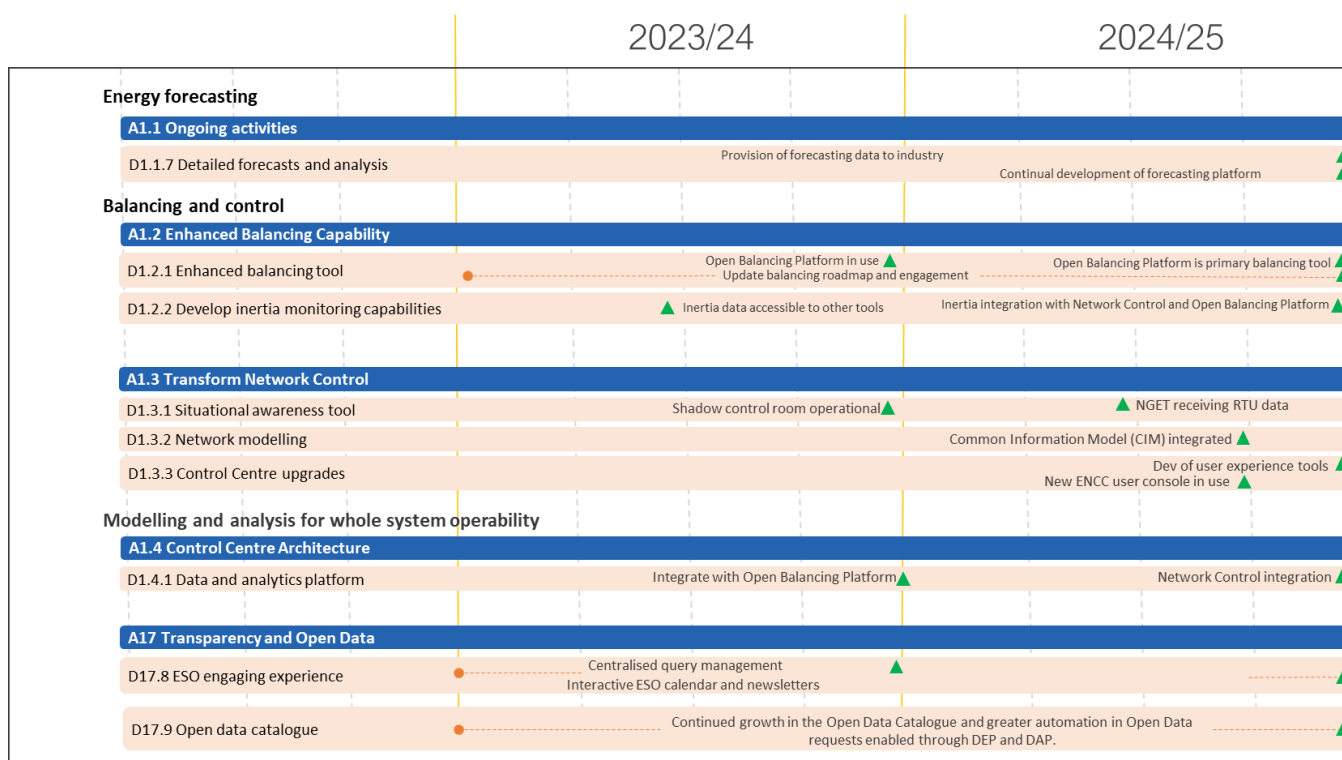 2023/24
2024/25
Energy forecasting
A1.1 Ongoing activities
D1.1.7 Detailed forecasts and analysis
Provision of forecasting data to industry
Continual development of forecasting platform
Balancing and control
A1.2 Enhanced Balancing Capability
D1.2.1 Enhanced balancing tool
Open Balancing Platform in use
Open Balancing Platform is primary balancing tool
Update balancing roadmap and engagement
D1.2.2 Develop inertia monitoring capabilities
Inertia data accessible to other tools
Inertia integration with Network Control and Open Balancing Platform
A1.3 Transform Network Control
D1.3.1 Situational awareness tool
Shadow control room operational
NGET receiving RTU data
D1.3.2 Network modelling
Common Information Model (CIM) integrated
D1.3.3 Control Centre upgrades
Dev of user experience tools
New ENCC user console in use
Modelling and analysis for whole system operability
A1.4 Control Centre Architecture
D1.4.1 Data and analytics platform
Integrate with Open Balancing Platform
Network Control integration
A17 Transparency and Open Data
D17.8 ESO engaging experience
Centralised query management
Interactive ESO calendar and newsletters
D17.9 Open data catalogue
Continued growth in the Open Data Catalogue and greater automation in Open Data
requests enabled through DEP and DAP.